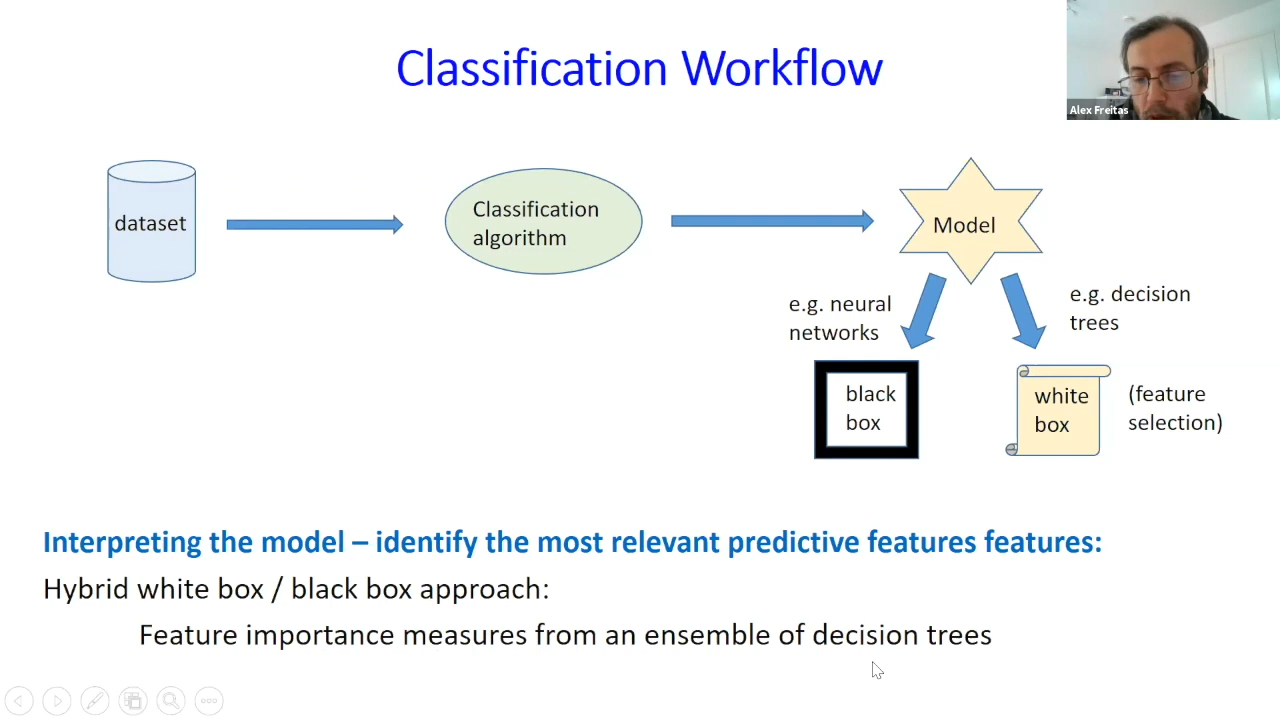 Classification Workflow
Alex Freitas
dataset
Classification
algorithm
Model
e.g. neural
networks
e.g. decision
trees
black
box
white
box
(feature
selection)
Interpreting the model – identify the most relevant predictive features features:
Hybrid white box / black box approach:
Feature importance measures from an ensemble of decision trees